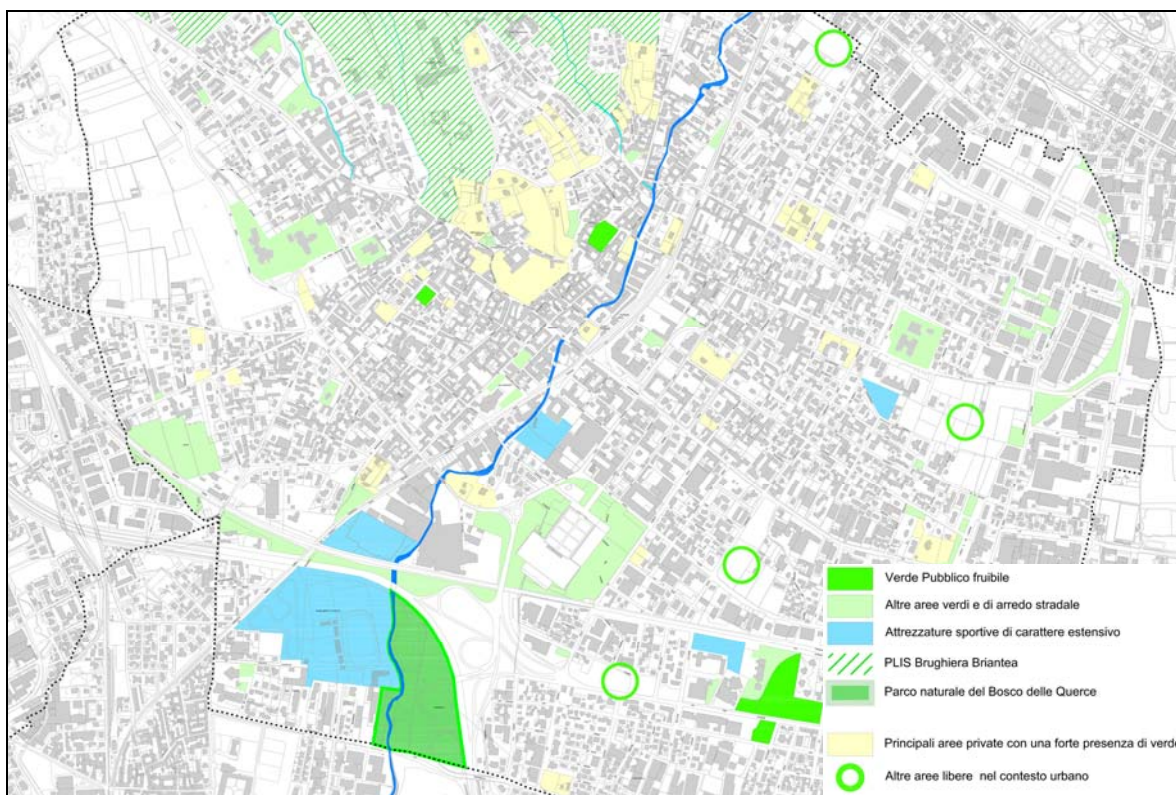 Verde Pubblico fruibile
Altre aree verdi e di arredo stradale
Attrezzature sportive di carattere estensivo
PLIS Brughiera Briantea
Parco naturale del Bosco delle Querce
Principali aree private con una forte presenza di verde
Altre aree libere nel contesto urbano